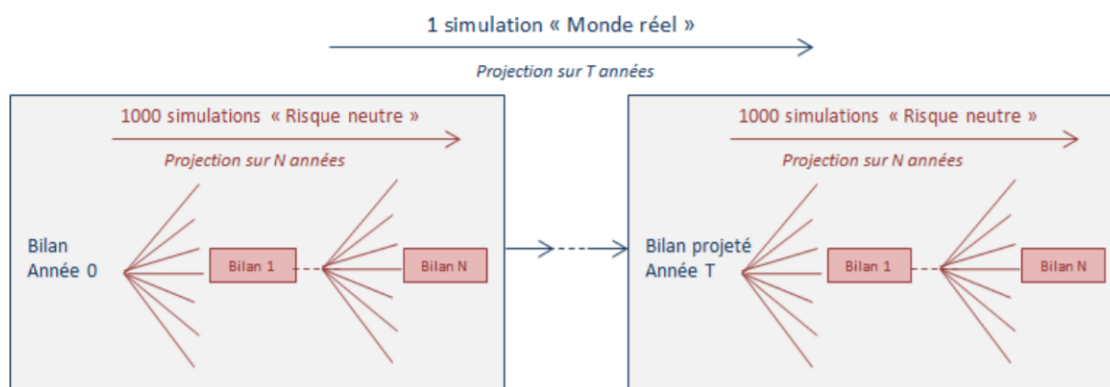 1 simulation « Monde réel »
Projection sur T années
1000 simulations « Risque neutre »
Projection sur N années
Bilan
Année 0
Bilan 1
Bilan N
1000 simulations « Risque neutre »
Projection sur N années
Bilan projeté
Année T
Bilan 1
Bilan N